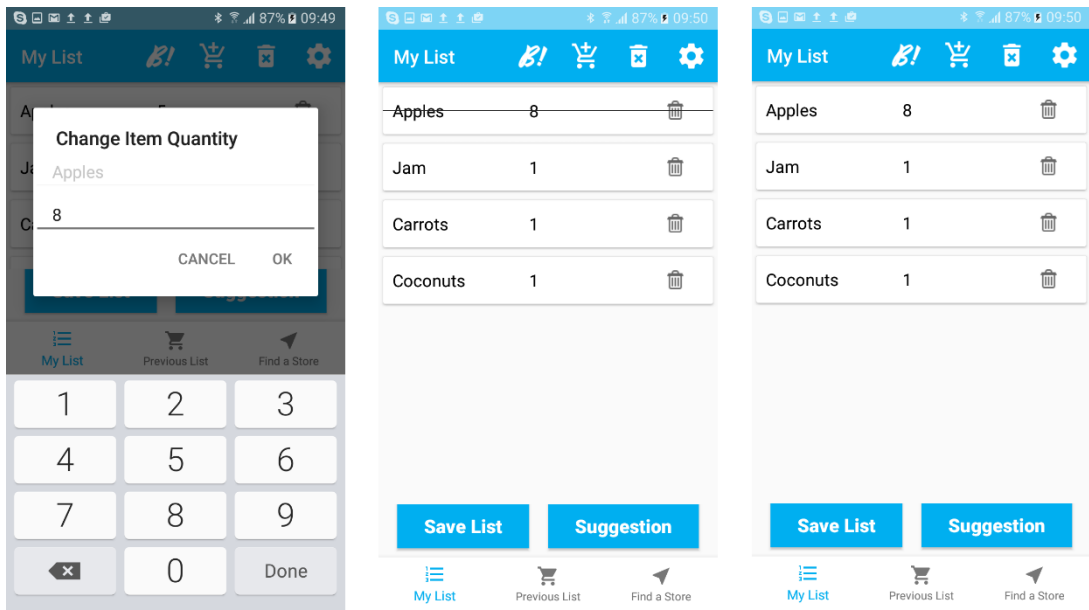 87% 09:49
My List B!
Change Item Quantity
Apples
8
CANCEL OK
My List Previous List Find a Store
1 2 3
4 5 6
7 8 9
0 Done
87% 09:50
My List B!
Apples 8
Jam 1
Carrots 1
Coconuts 1
Save List Suggestion
My List Previous List Find a Store
87% 09:50
My List B!
Apples 8
Jam 1
Carrots 1
Coconuts 1
Save List Suggestion
My List Previous List Find a Store